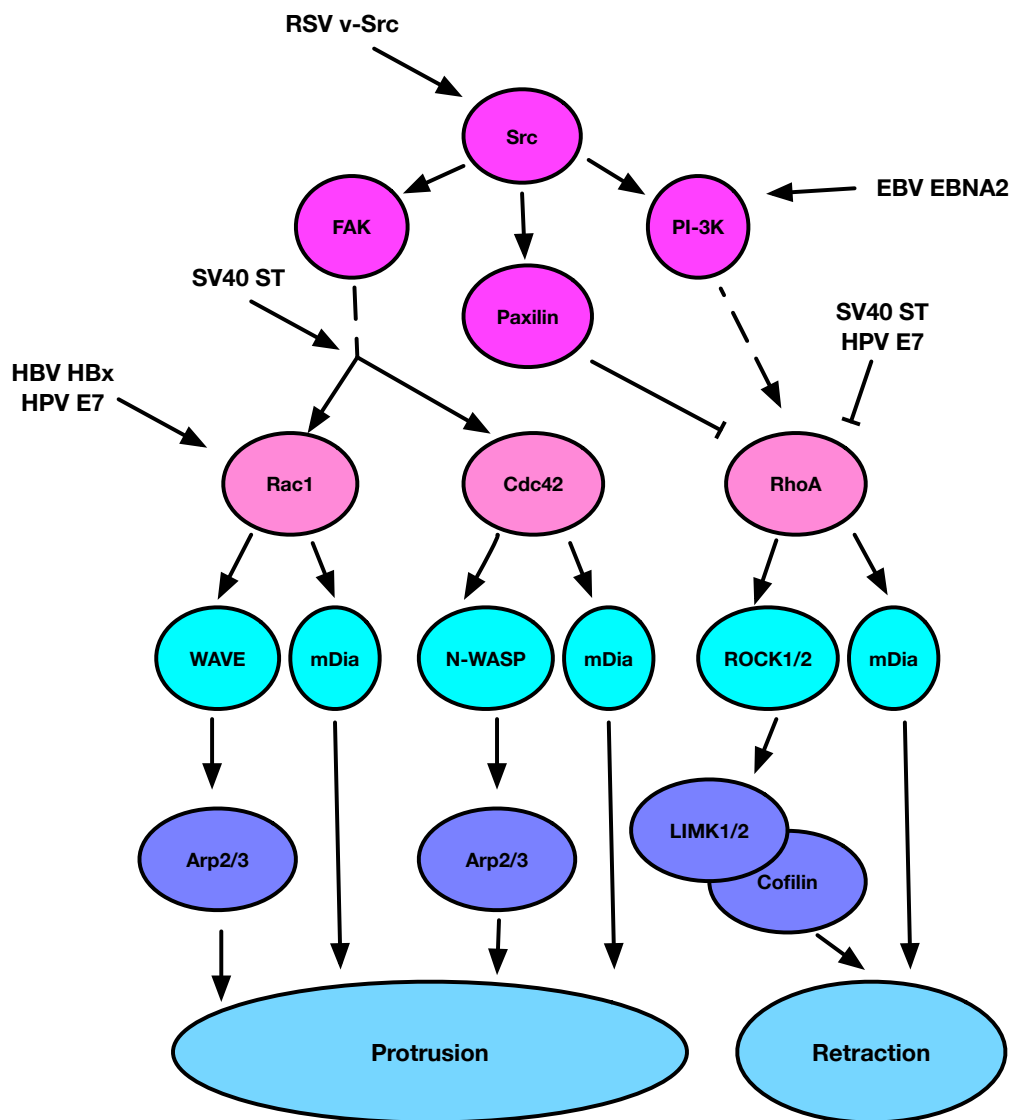 RSV v-Src
Src
FAK
PI-3K
EBV EBNA2
SV40 ST
Paxilin
SV40 ST
HPV E7
HBV HBx
HPV E7
Rac1
Cdc42
RhoA
WAVE
mDia
N-WASP
mDia
ROCK1/2
mDia
LIMK1/2
Arp2/3
Arp2/3
Cofilin
Protrusion
Retraction